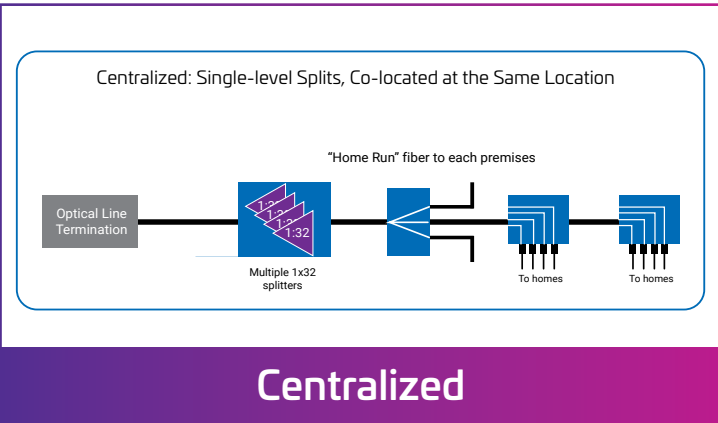 Centralized: Single-level Splits, Co-located at the Same Location
"Home Run" fiber to each premises
Optical Line
Termination
1:32
Multiple 1x32
splitters
To homes
To homes
Centralized